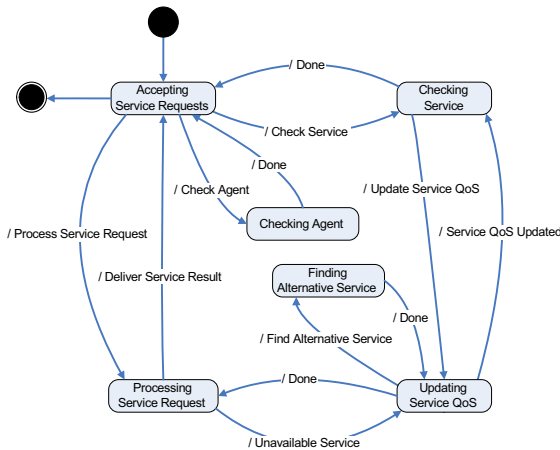 / Done
Accepting
Service Requests
Checking
Service
/ Check Service
/ Done
/ Check Agent
/ Update Service QoS
Checking Agent
/ Process Service Request
/ Service QoS Updated
Finding
Alternative Service
/ Deliver Service Result
/ Done
/ Find Alternative Service
/ Done
Processing
Service Request
Updating
Service QoS
/ Unavailable Service